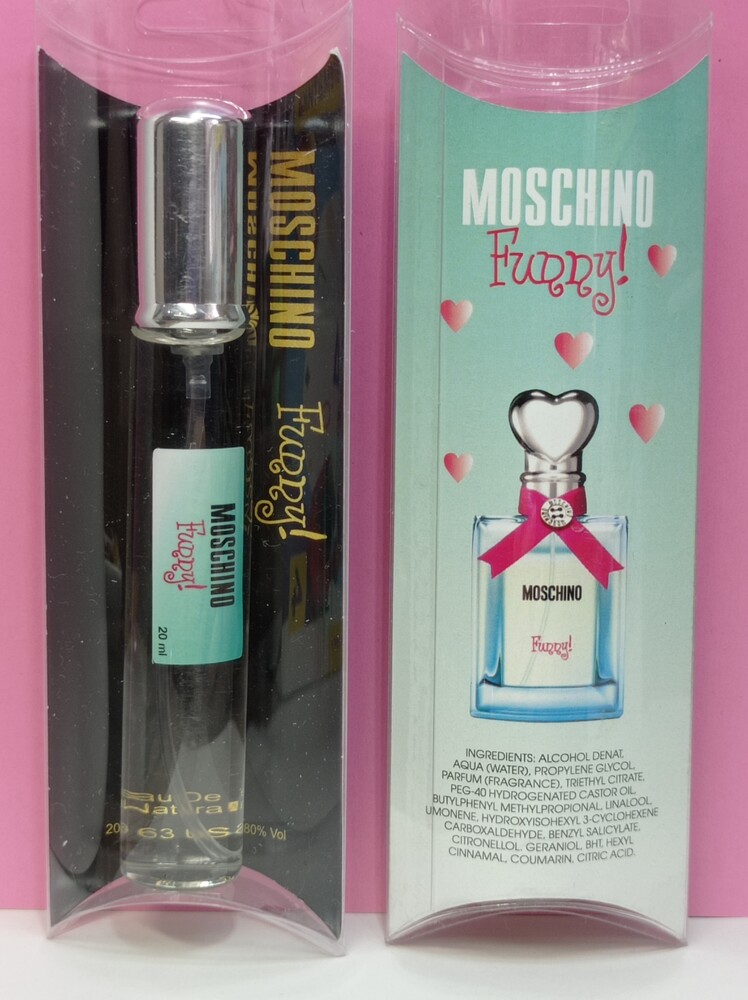 MOSCHINO
Funny!
MOSCHINO
Funny!
20 ml
80% Vol
MOSCHINO
Funny!
MOSCHINO
Funny!
INGREDIENTS: ALCOHOL DENAT,
AQUA (WATER), PROPYLENE GLYCOL,
PARFUM (FRAGRANCE), TRIETHYL CITRATE,
PEG-40 HYDROGENATED CASTOR OIL,
BUTYLPHENYL METHYLPROPIONAL, LINALOOL,
LIMONENE, HYDROXYISOHEXYL 3-CYCLOHEXENE
CARBOXALDEHYDE, BENZYL SALICYLATE,
CITRONELLOL, GERANIOL, BHT, HEXYL
CINNAMAL, COUMARIN, CITRIC ACID.